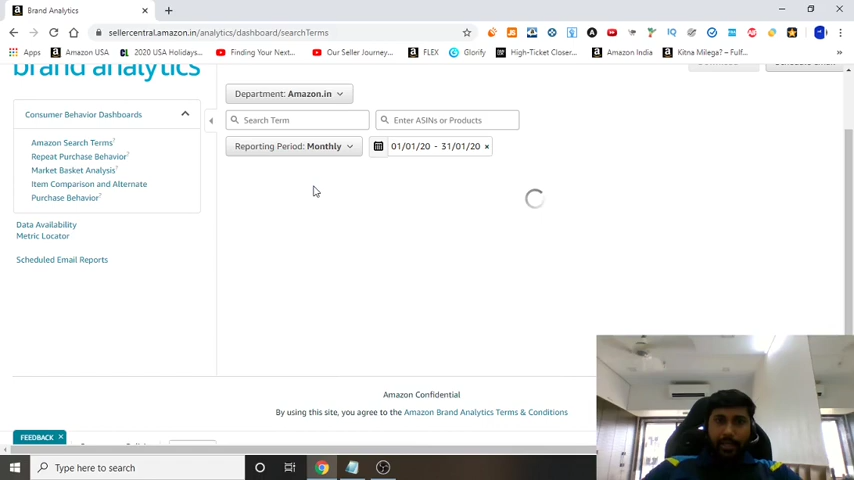 Brand Analytics
sellercentral.amazon.in/analytics/dashboard/searchTerms
Apps
Amazon USA
2020 USA Holidays...
Finding Your Next...
Our Seller Journey...
FLEX
Glorify
High-Ticket Closer...
Amazon India
Kitna Milega? – Fulf...
brand analytics
Department: Amazon.in
Consumer Behavior Dashboards
Search Term
Enter ASINs or Products
Amazon Search Terms?
Reporting Period: Monthly
01/01/20 - 31/01/20 ×
Repeat Purchase Behavior?
Market Basket Analysis?
Item Comparison and Alternate
Purchase Behavior?
Data Availability
Metric Locator
Scheduled Email Reports
Amazon Confidential
By using this site, you agree to the Amazon Brand Analytics Terms & Conditions
FEEDBACK
Type here to search